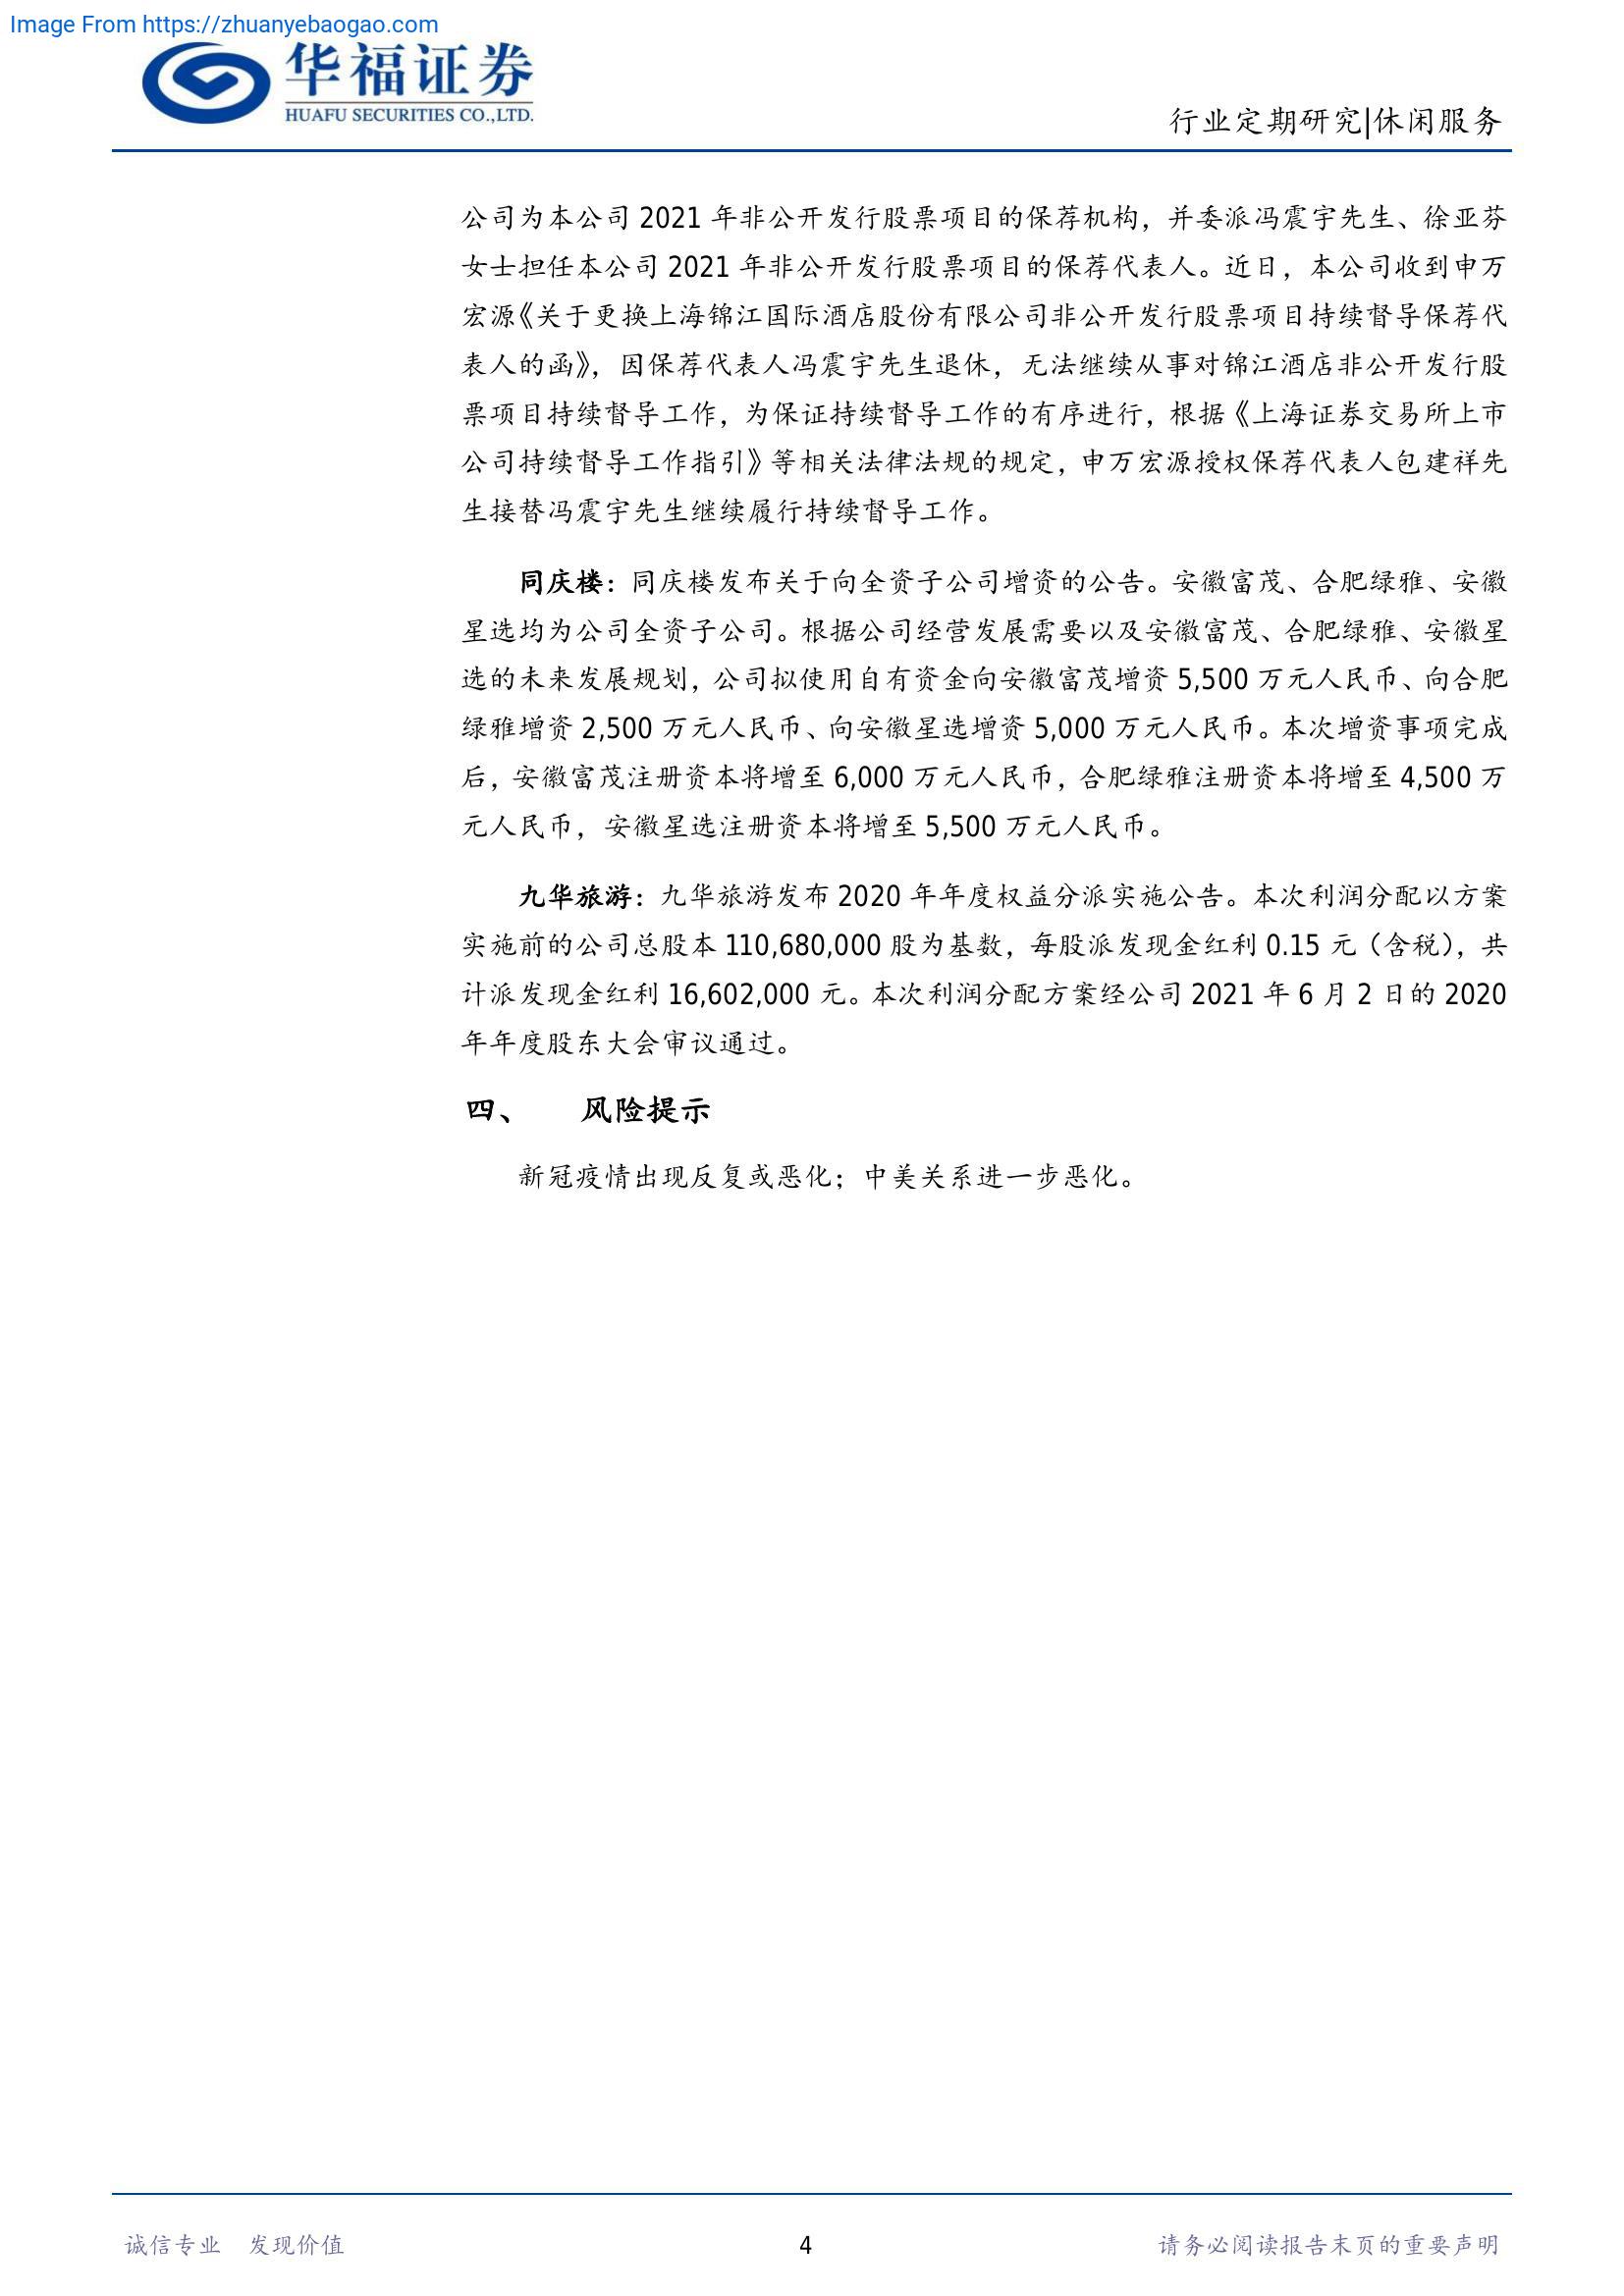 Image From https://zhuanyebaogao.com
华福证券
HUAFU SECURITIES CO.,LTD.
行业定期研究|休闲服务
公司为本公司 2021 年非公开发行股票项目的保荐机构，并委派冯震宇先生、徐亚芬
女士担任本公司 2021 年非公开发行股票项目的保荐代表人。近日，本公司收到申万
宏源《关于更换上海锦江国际酒店股份有限公司非公开发行股票项目持续督导保荐代
表人的函》，因保荐代表人冯震宇先生退休，无法继续从事对锦江酒店非公开发行股
票项目持续督导工作，为保证持续督导工作的有序进行，根据《上海证券交易所上市
公司持续督导工作指引》等相关法律法规的规定，申万宏源授权保荐代表人包建祥先
生接替冯震宇先生继续履行持续督导工作。
同庆楼：同庆楼发布关于向全资子公司增资的公告。安徽富茂、合肥绿雅、安徽
星选均为公司全资子公司。根据公司经营发展需要以及安徽富茂、合肥绿雅、安徽星
选的未来发展规划，公司拟使用自有资金向安徽富茂增资 5,500 万元人民币、向合肥
绿雅增资 2,500 万元人民币、向安徽星选增资 5,000 万元人民币。本次增资事项完成
后，安徽富茂注册资本将增至 6,000 万元人民币，合肥绿雅注册资本将增至 4,500 万
元人民币，安徽星选注册资本将增至 5,500 万元人民币。
九华旅游：九华旅游发布 2020 年年度权益分派实施公告。本次利润分配以方案
实施前的公司总股本 110,680,000 股为基数，每股派发现金红利 0.15 元（含税），共
计派发现金红利 16,602,000 元。本次利润分配方案经公司 2021 年 6 月 2 日的 2020
年年度股东大会审议通过。
四、 风险提示
新冠疫情出现反复或恶化；中美关系进一步恶化。
诚信专业 发现价值
4
请务必阅读报告末页的重要声明